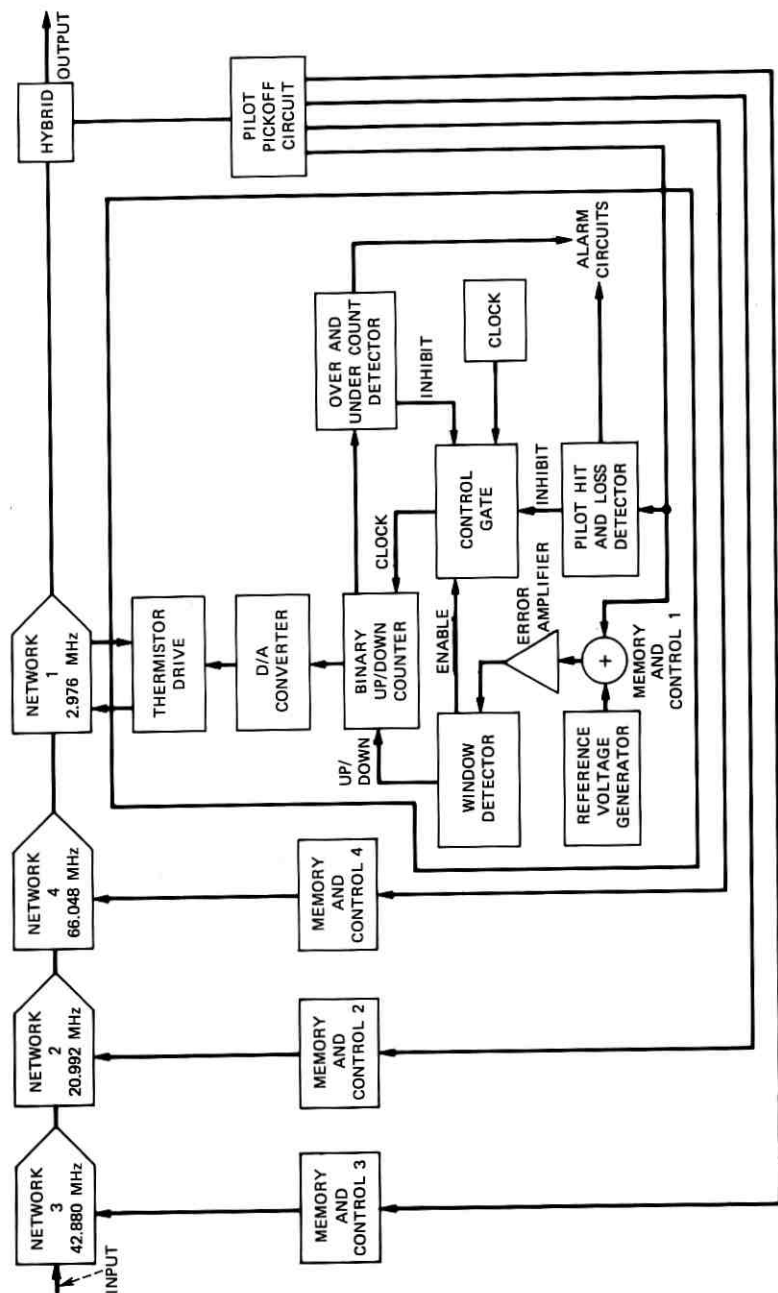 INPUT
NETWORK
3
42.880 MHz
NETWORK
2
20.992 MHz
NETWORK
4
66.048 MHz
NETWORK
1
2.976 MHz
HYBRID
OUTPUT
MEMORY
AND
CONTROL 3
MEMORY
AND
CONTROL 2
MEMORY
AND
CONTROL 4
THERMISTOR
DRIVE
D/A
CONVERTER
UP/
DOWN
BINARY
UP/DOWN
COUNTER
CLOCK
OVER AND
UNDER COUNT
DETECTOR
INHIBIT
PILOT
PICKOFF
CIRCUIT
WINDOW
DETECTOR
ENABLE
CONTROL
GATE
CLOCK
ERROR
AMPLIFIER
INHIBIT
ALARM
CIRCUITS
REFERENCE
VOLTAGE
GENERATOR
+
PILOT HIT
AND LOSS
DETECTOR
MEMORY
AND
CONTROL 1